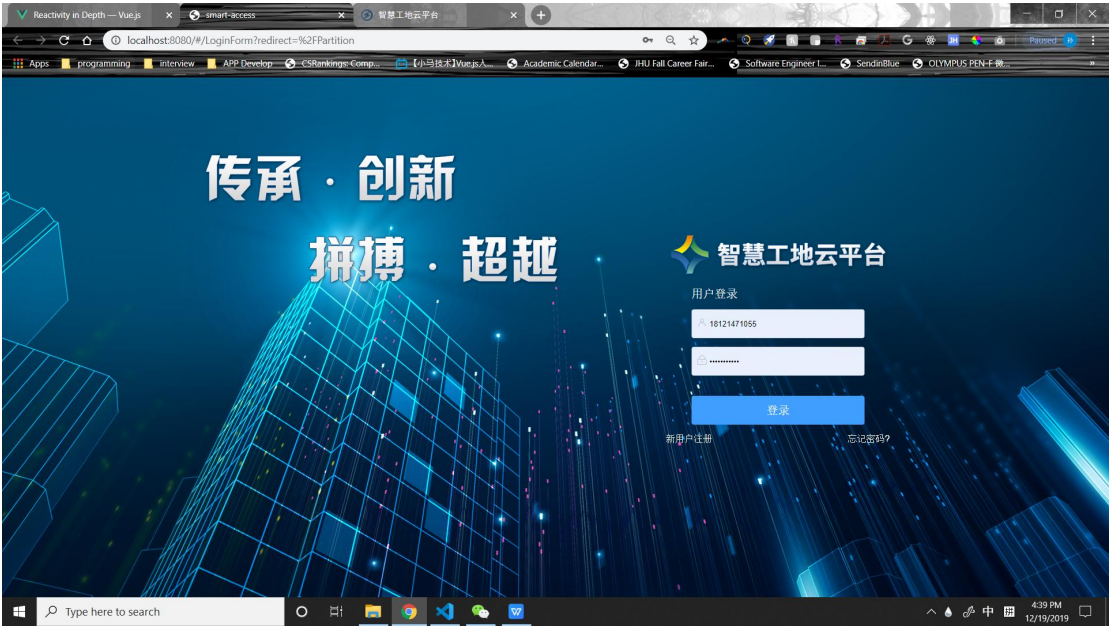 Reactivity in Depth — Vue.js
smart-access
智慧工地云平台
localhost:8080/#/LoginForm?redirect=%2FPartition
Paused
Apps
programming
interview
APP Develop
CSRankings: Comp...
【小马技术】Vue.js入...
Academic Calendar...
JHU Fall Career Fair...
Software Engineer I...
SendinBlue
OLYMPUS PEN-F 微...
传承 · 创新
拼搏 · 超越
智慧工地云平台
用户登录
18121471055
登录
新用户注册
忘记密码?
Type here to search
中
4:39 PM
12/19/2019